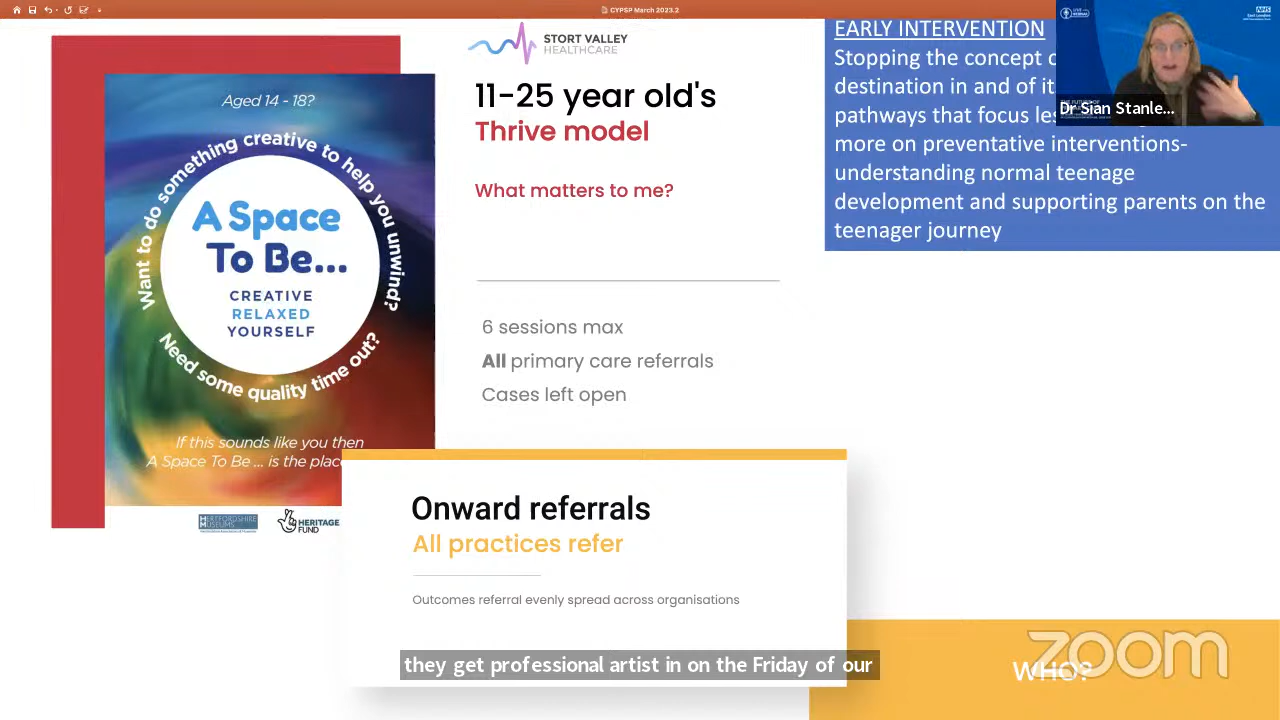 CYPSP March 2023.2
STORT VALLEY
HEALTHCARE
11-25 year old's
Thrive model
What matters to me?
6 sessions max
All primary care referrals
Cases left open
Aged 14 - 18?
Want to do something creative to help you unwind?
A Space
To Be...
CREATIVE
RELAXED
YOURSELF
Need some quality time out?
If this sounds like you then
A Space To Be ... is the place
HERTFORDSHIRE
MUSEUMS
HERITAGE
FUND
EARLY INTERVENTION
Stopping the concept
destination in and of
pathways that focus
more on preventative interventions-
understanding normal teenage
development and supporting parents on the
teenager journey
NHS
Dr Sian Stanle...
Onward referrals
All practices refer
Outcomes referral evenly spread across organisations
they get professional artist in on the Friday of our
WHO?
zoom